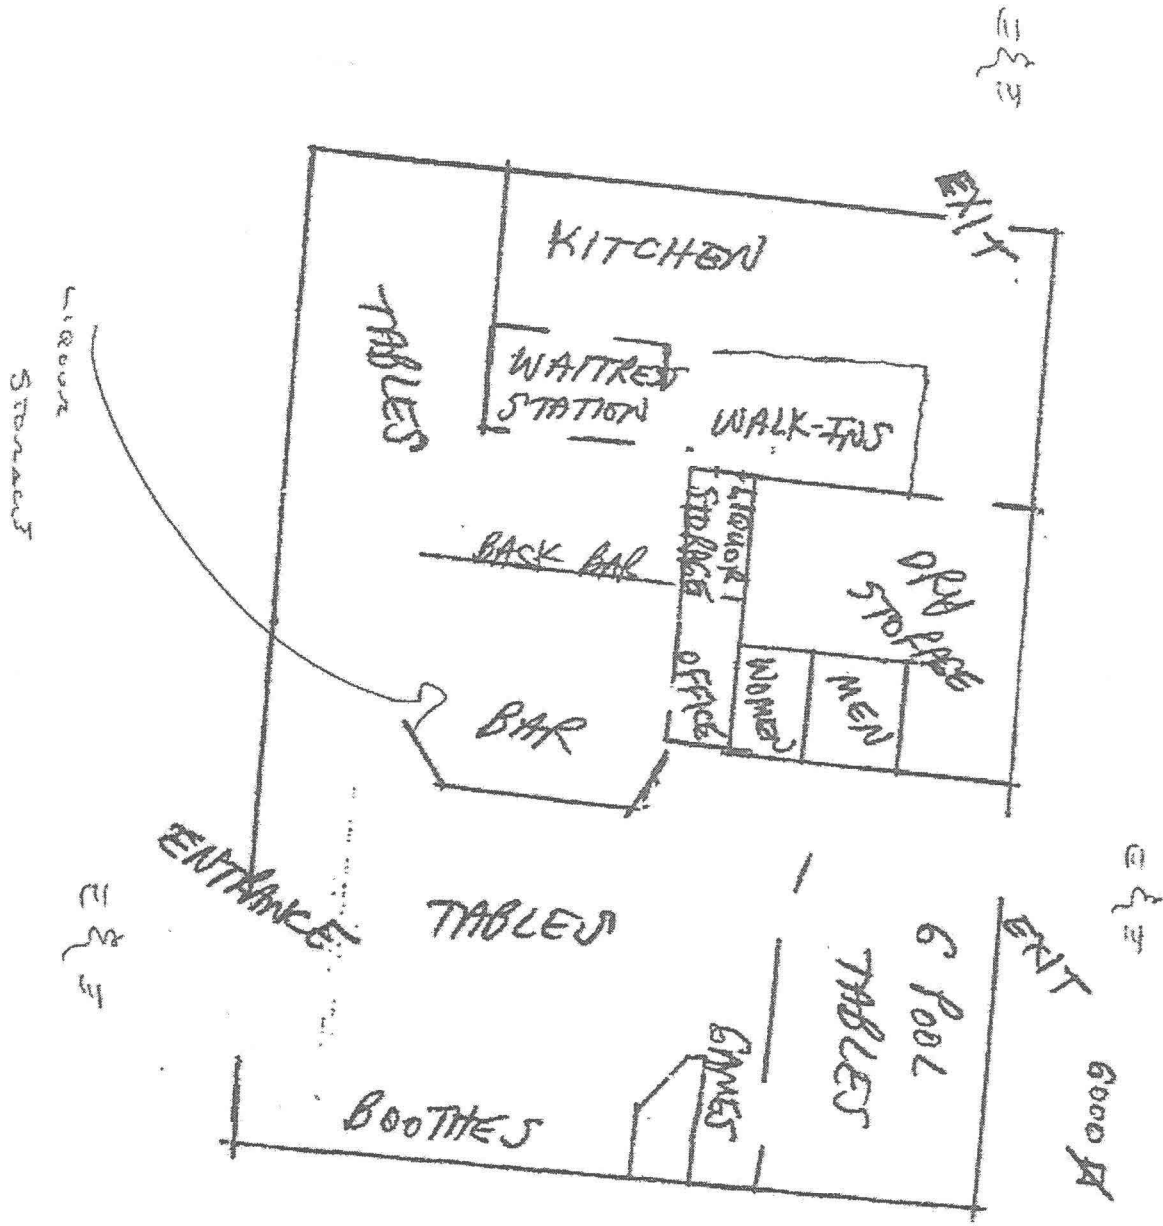 EXIT
KITCHEN
TABLES
WAITRESS
STATION
WALK-INS
LIQUOR
STORAGE
LIQUOR
STORAGE
BACK BAR
DRY
STORAGE
OFFICE
WOMEN
MEN
BAR
ENTRANCE
TABLES
6 POOL
TABLES
EXIT
GAMES
BOOTHES
6000